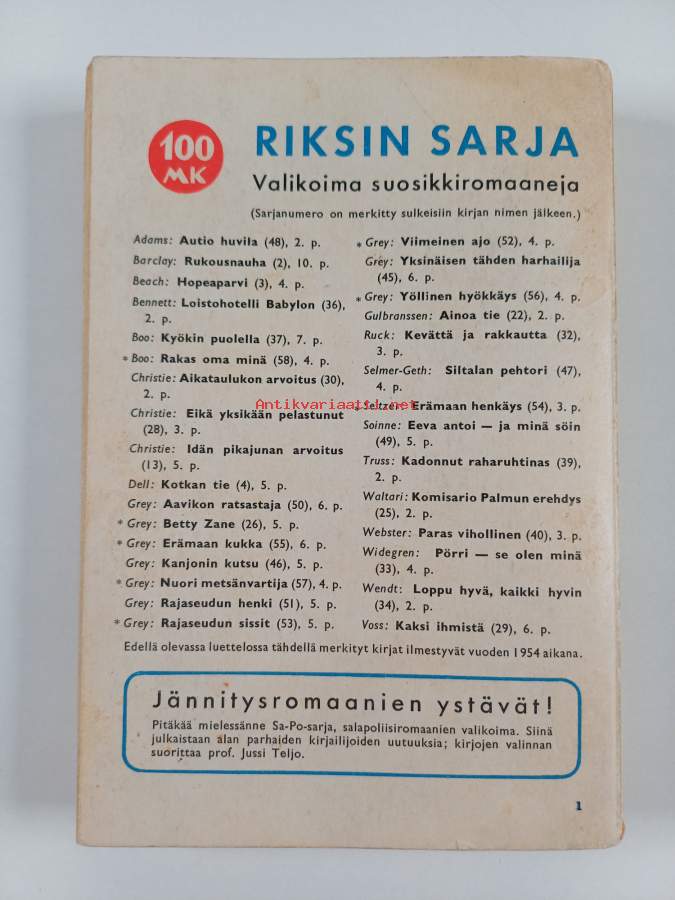 100
MK
RIKSIN SARJA
Valikoima suosikkiromaaneja
(Sarjanumero on merkitty sulkeisiin kirjan nimen jälkeen.)
Adams: Autio huvila (48), 2. p.
Barclay: Rukousnauha (2), 10. p.
Beach: Hopeaparvi (3), 4. p.
Bennett: Loistohotelli Babylon (36),
2. p.
Boo: Kyökin puolella (37), 7. p.
* Boo: Rakas oma minä (58), 4. p.
Christie: Aikataulukon arvoitus (30),
2. p.
Christie: Eikä yksikään pelastunut
(28), 3. p.
Christie: Idän pikajunan arvoitus
(13), 5. p.
Dell: Kotkan tie (4), 5. p.
Grey: Aavikon ratsastaja (50), 6. p.
* Grey: Betty Zane (26), 5. p.
* Grey: Erämaan kukka (55), 6. p.
Grey: Kanjonin kutsu (46), 5. p.
* Grey: Nuori metsänvartija (57), 4. p.
Grey: Rajaseudun henki (51), 5. p.
* Grey: Rajaseudun sissit (53), 5. p.
* Grey: Viimeinen ajo (52), 4. p.
Grey: Yksinäisen tähden harhailija
(45), 6. p.
* Grey: Yöllinen hyökkäys (56), 4. p.
Gulbranssen: Ainoa tie (22), 2. p.
Ruck: Kevättä ja rakkautta (32),
3. p.
Selmer-Geth: Siltalan pehtori (47),
4. p.
Seltzer: Erämaan henkäys (54), 3. p.
Soinne: Eeva antoi — ja minä söin
(49), 5. p.
Truss: Kadonnut raharuhtinas (39),
2. p.
Waltari: Komisario Palmun erehdys
(25), 2. p.
Webster: Paras vihollinen (40), 3. p.
Widegren: Pörri — se olen minä
(33), 4. p.
Wendt: Loppu hyvä, kaikki hyvin
(34), 2. p.
Voss: Kaksi ihmistä (29), 6. p.
Antikvariaatti.net
Edellä olevassa luettelossa tähdellä merkityt kirjat ilmestyvät vuoden 1954 aikana.
Jännitysromaanien ystävät!
Pitäkää mielessänne Sa-Po-sarja, salapoliisiromaanien valikoima. Siinä
julkaistaan alan parhaiden kirjailijoiden uutuuksia; kirjojen valinnan
suorittaa prof. Jussi Teljo.
1